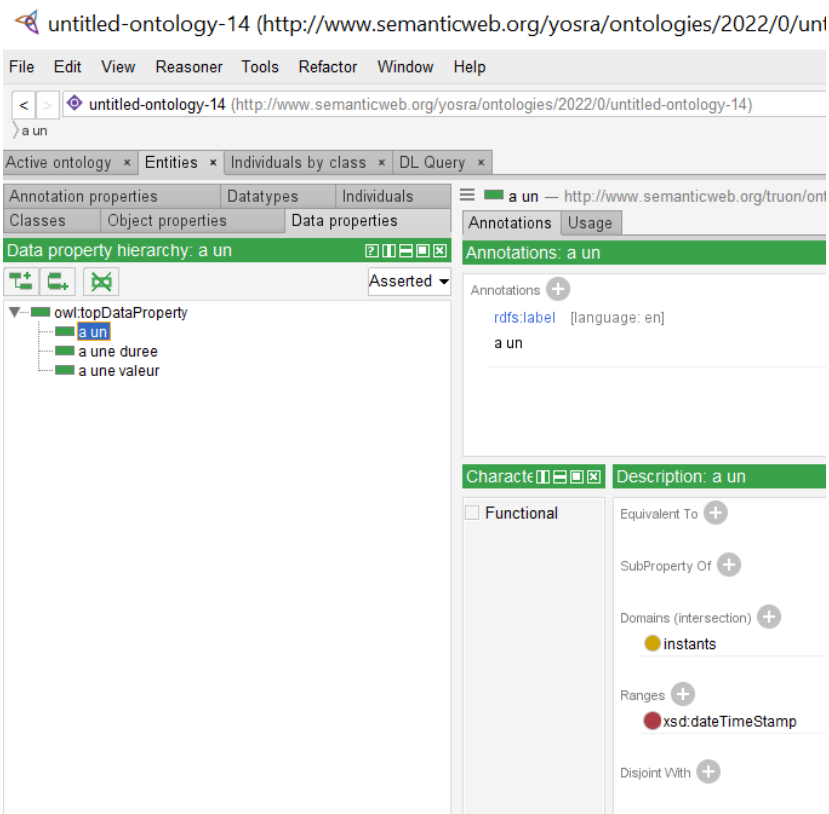 untitled-ontology-14 (http://www.semanticweb.org/yosra/ontologies/2022/0/unt
File Edit View Reasoner Tools Refactor Window Help
< > untitled-ontology-14 (http://www.semanticweb.org/yosra/ontologies/2022/0/untitled-ontology-14)
a un
Active ontology × Entities × Individuals by class × DL Query ×
Annotation properties Datatypes Individuals
Classes Object properties Data properties
Data property hierarchy: a un
Asserted
owl:topDataProperty
a un
a une duree
a une valeur
a un — http://www.semanticweb.org/truon/ont
Annotations Usage
Annotations: a un
Annotations
rdfs:label [language: en]
a un
Characte
Functional
Description: a un
Equivalent To
SubProperty Of
Domains (intersection)
instants
Ranges
xsd:dateTimeStamp
Disjoint With